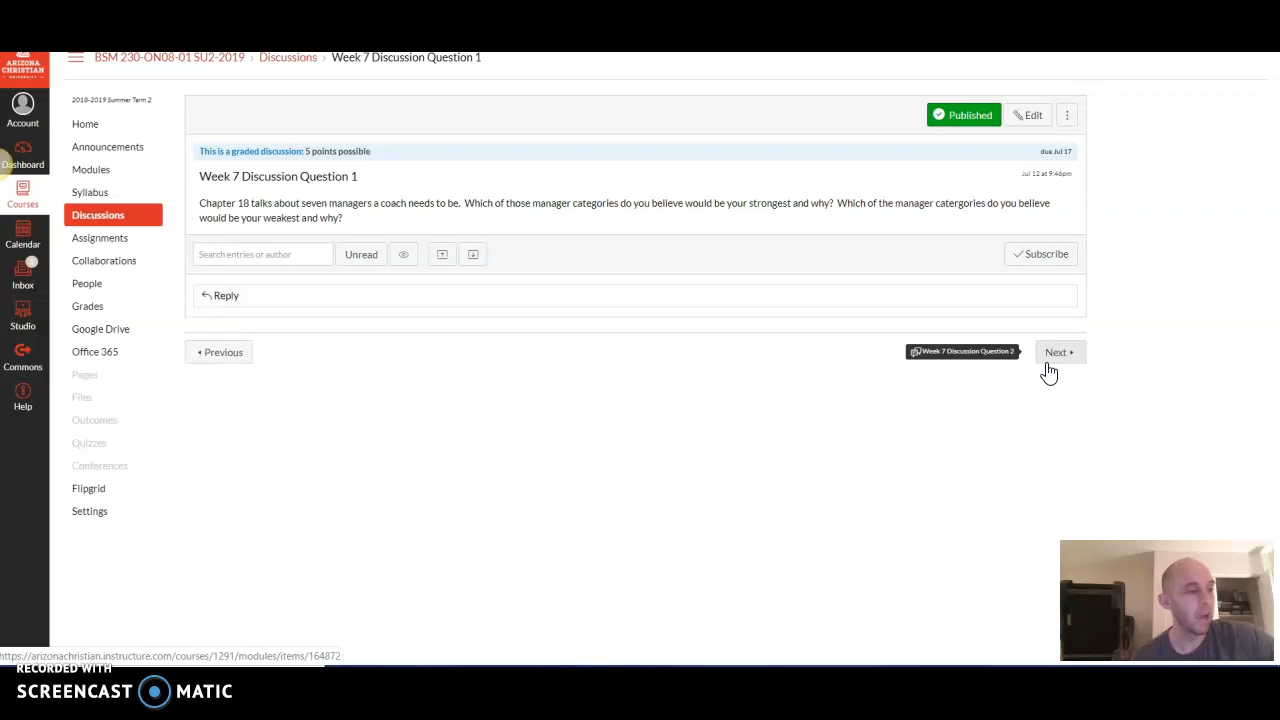 ARIZONA
CHRISTIAN
UNIVERSITY
BSM 230-ON08-01 SU2-2019 › Discussions › Week 7 Discussion Question 1
2018-2019 Summer Term 2
Account
Dashboard
Courses
Calendar
2
Inbox
Studio
Commons
Help
Home
Announcements
Modules
Syllabus
Discussions
Assignments
Collaborations
People
Grades
Google Drive
Office 365
Pages
Files
Outcomes
Quizzes
Conferences
Flipgrid
Settings
Published
Edit
This is a graded discussion: 5 points possible
due Jul 17
Week 7 Discussion Question 1
Jul 12 at 9:46pm
Chapter 18 talks about seven managers a coach needs to be. Which of those manager categories do you believe would be your strongest and why? Which of the manager catergories do you believe
would be your weakest and why?
Search entries or author
Unread
Subscribe
Reply
Previous
Week 7 Discussion Question 2
Next
https://arizonachristian.instructure.com/courses/1291/modules/items/164872
RECORDED WITH
SCREENCAST MATIC